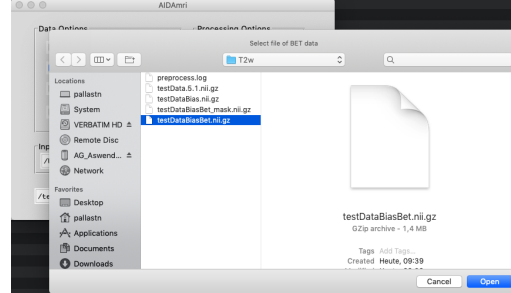 AIDAmri
Data Options
Processing Options
Select file of BET data
T2w
Q
Locations
pallastn
System
VERBATIM HD
Remote Disc
AG_Aswend...
Network
Favorites
Desktop
pallastn
Applications
Documents
Downloads
preprocess.log
testData.5.1.nii.gz
testDataBias.nii.gz
testDataBiasBet_mask.nii.gz
testDataBiasBet.nii.gz
testDataBiasBet.nii.gz
GZip archive - 1,4 MB
Tags Add Tags...
Created Heute, 09:39
Inp
/te
Cancel
Open